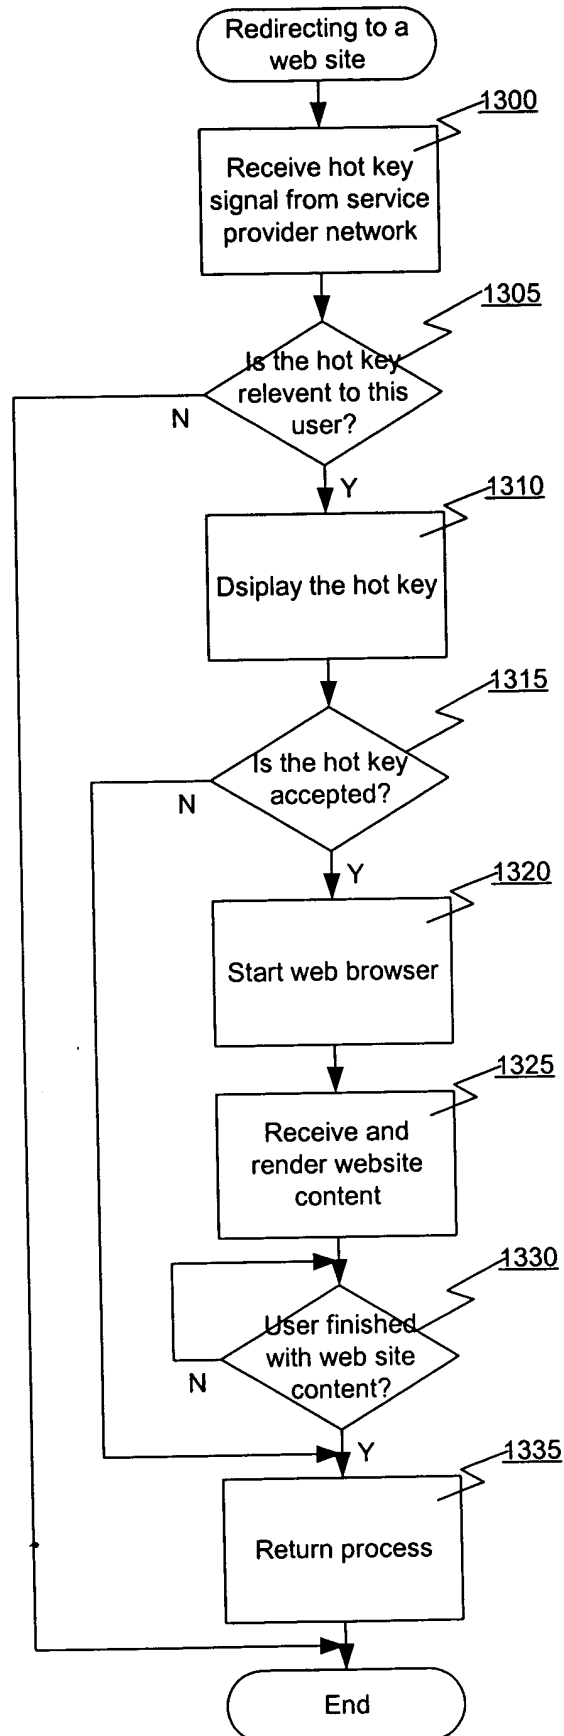 Redirecting to a
web site
1300
Receive hot key
signal from service
provider network
1305
Is the hot key
relevent to this
user?
N
Y
1310
Dsiplay the hot key
1315
Is the hot key
accepted?
N
Y
1320
Start web browser
1325
Receive and
render website
content
1330
User finished
with web site
content?
N
Y
1335
Return process
End